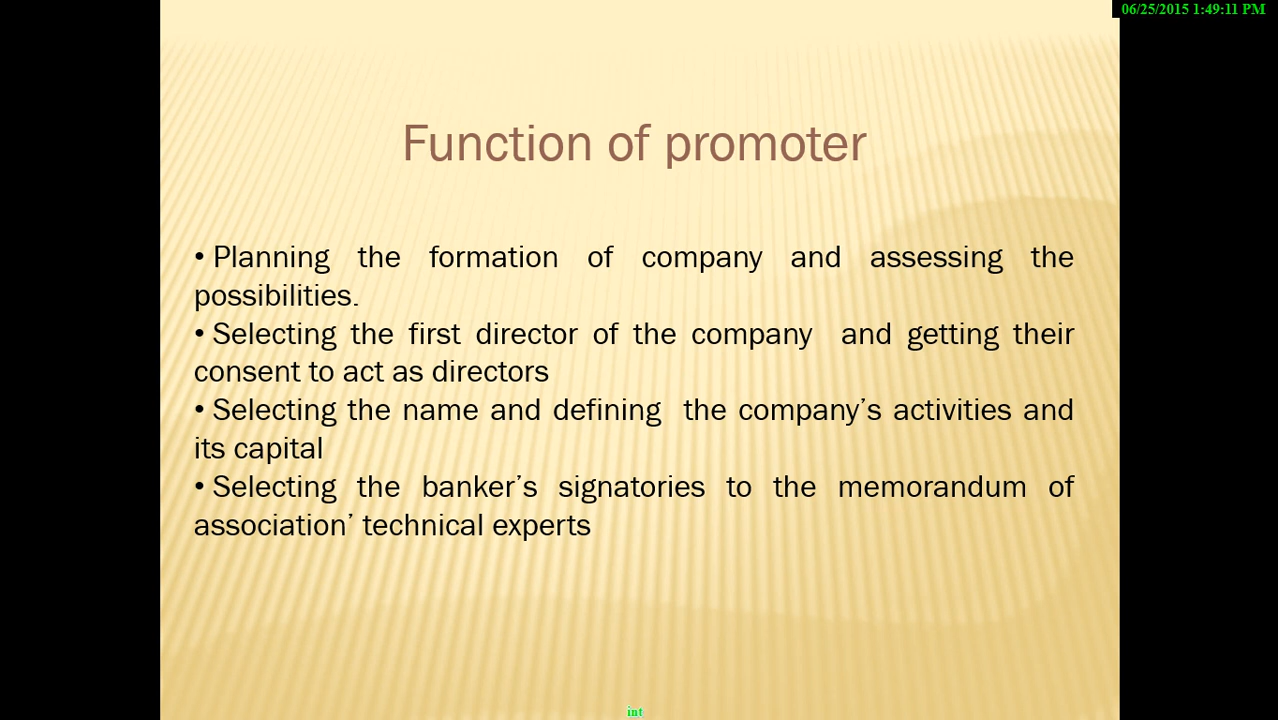 06/25/2015 1:49:11 PM
Function of promoter
• Planning the formation of company and assessing the
possibilities.
• Selecting the first director of the company and getting their
consent to act as directors
• Selecting the name and defining the company’s activities and
its capital
• Selecting the banker’s signatories to the memorandum of
association’ technical experts
int